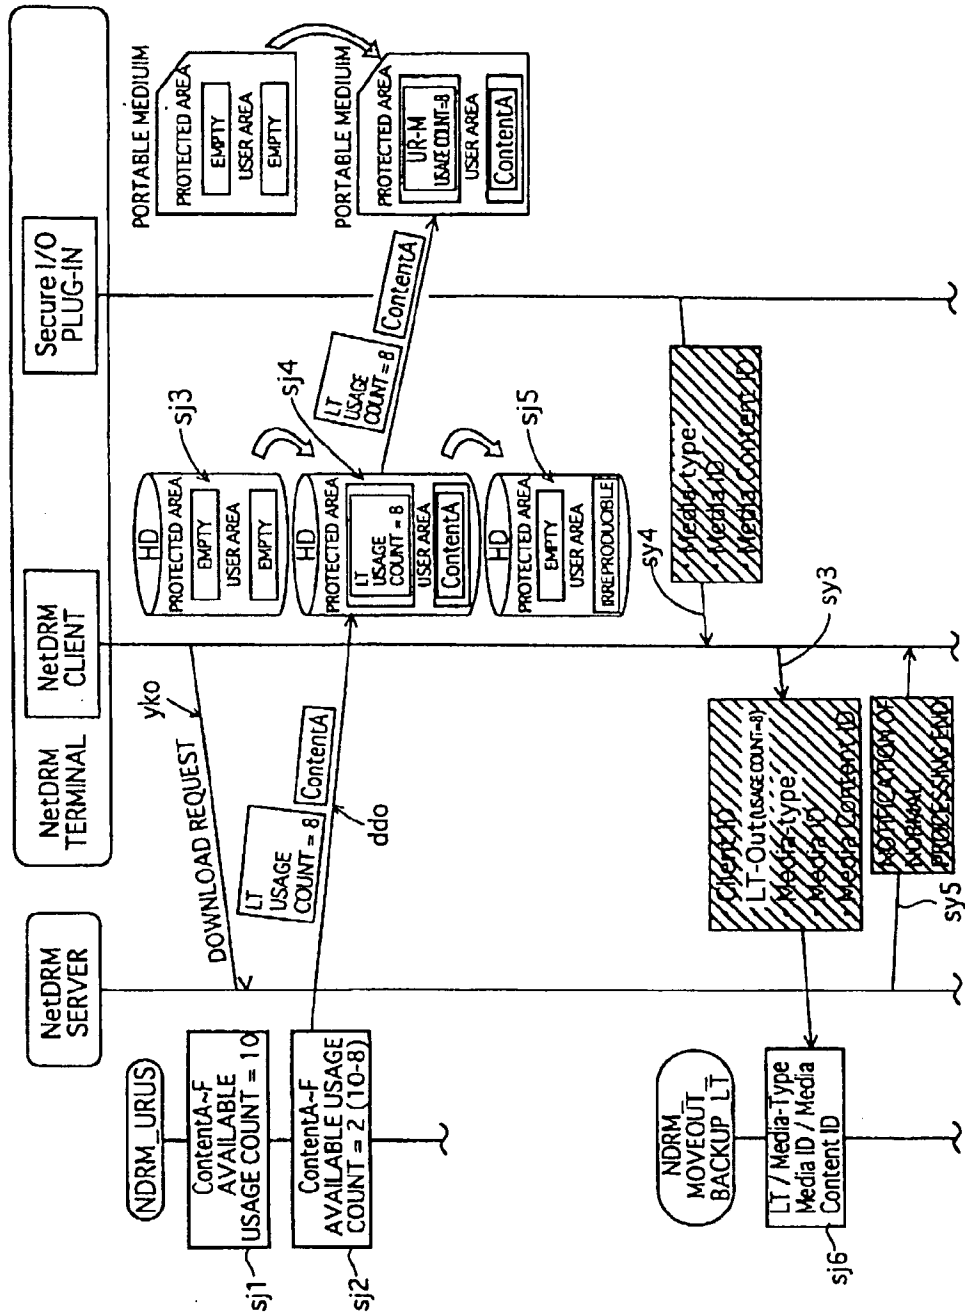 NetDRM
SERVER
NetDRM
TERMINAL
NetDRM
CLIENT
Secure I/O
PLUG-IN
NDRM_URUS
sj1
ContentA~F
AVAILABLE
USAGE COUNT = 10
sj2
ContentA~F
AVAILABLE USAGE
COUNT = 2 (10-8)
DOWNLOAD REQUEST
yko
LT
USAGE
COUNT = 8
ContentA
ddo
HD
PROTECTED AREA
EMPTY
USER AREA
EMPTY
sj3
HD
PROTECTED AREA
LT
USAGE
COUNT = 8
USER AREA
ContentA
sj4
HD
PROTECTED AREA
EMPTY
USER AREA
IRREPRODUCIBLE
sj5
LT
USAGE
COUNT = 8
ContentA
PORTABLE MEDIUIM
PROTECTED AREA
EMPTY
USER AREA
EMPTY
PORTABLE MEDIUM
PROTECTED AREA
UR-M
USAGE COUNT=8
USER AREA
ContentA
sy4
Media-type
Media ID
Media Content ID
sy3
Client ID
LT-Out(USAGE COUNT=8)
Media-type
Media ID
Media Content ID
NOTIFICATION OF
NORMAL
PROCESSING END
sy5
NDRM_
MOVEOUT_
BACKUP_LT
LT / Media-Type
Media ID / Media
Content ID
sj6